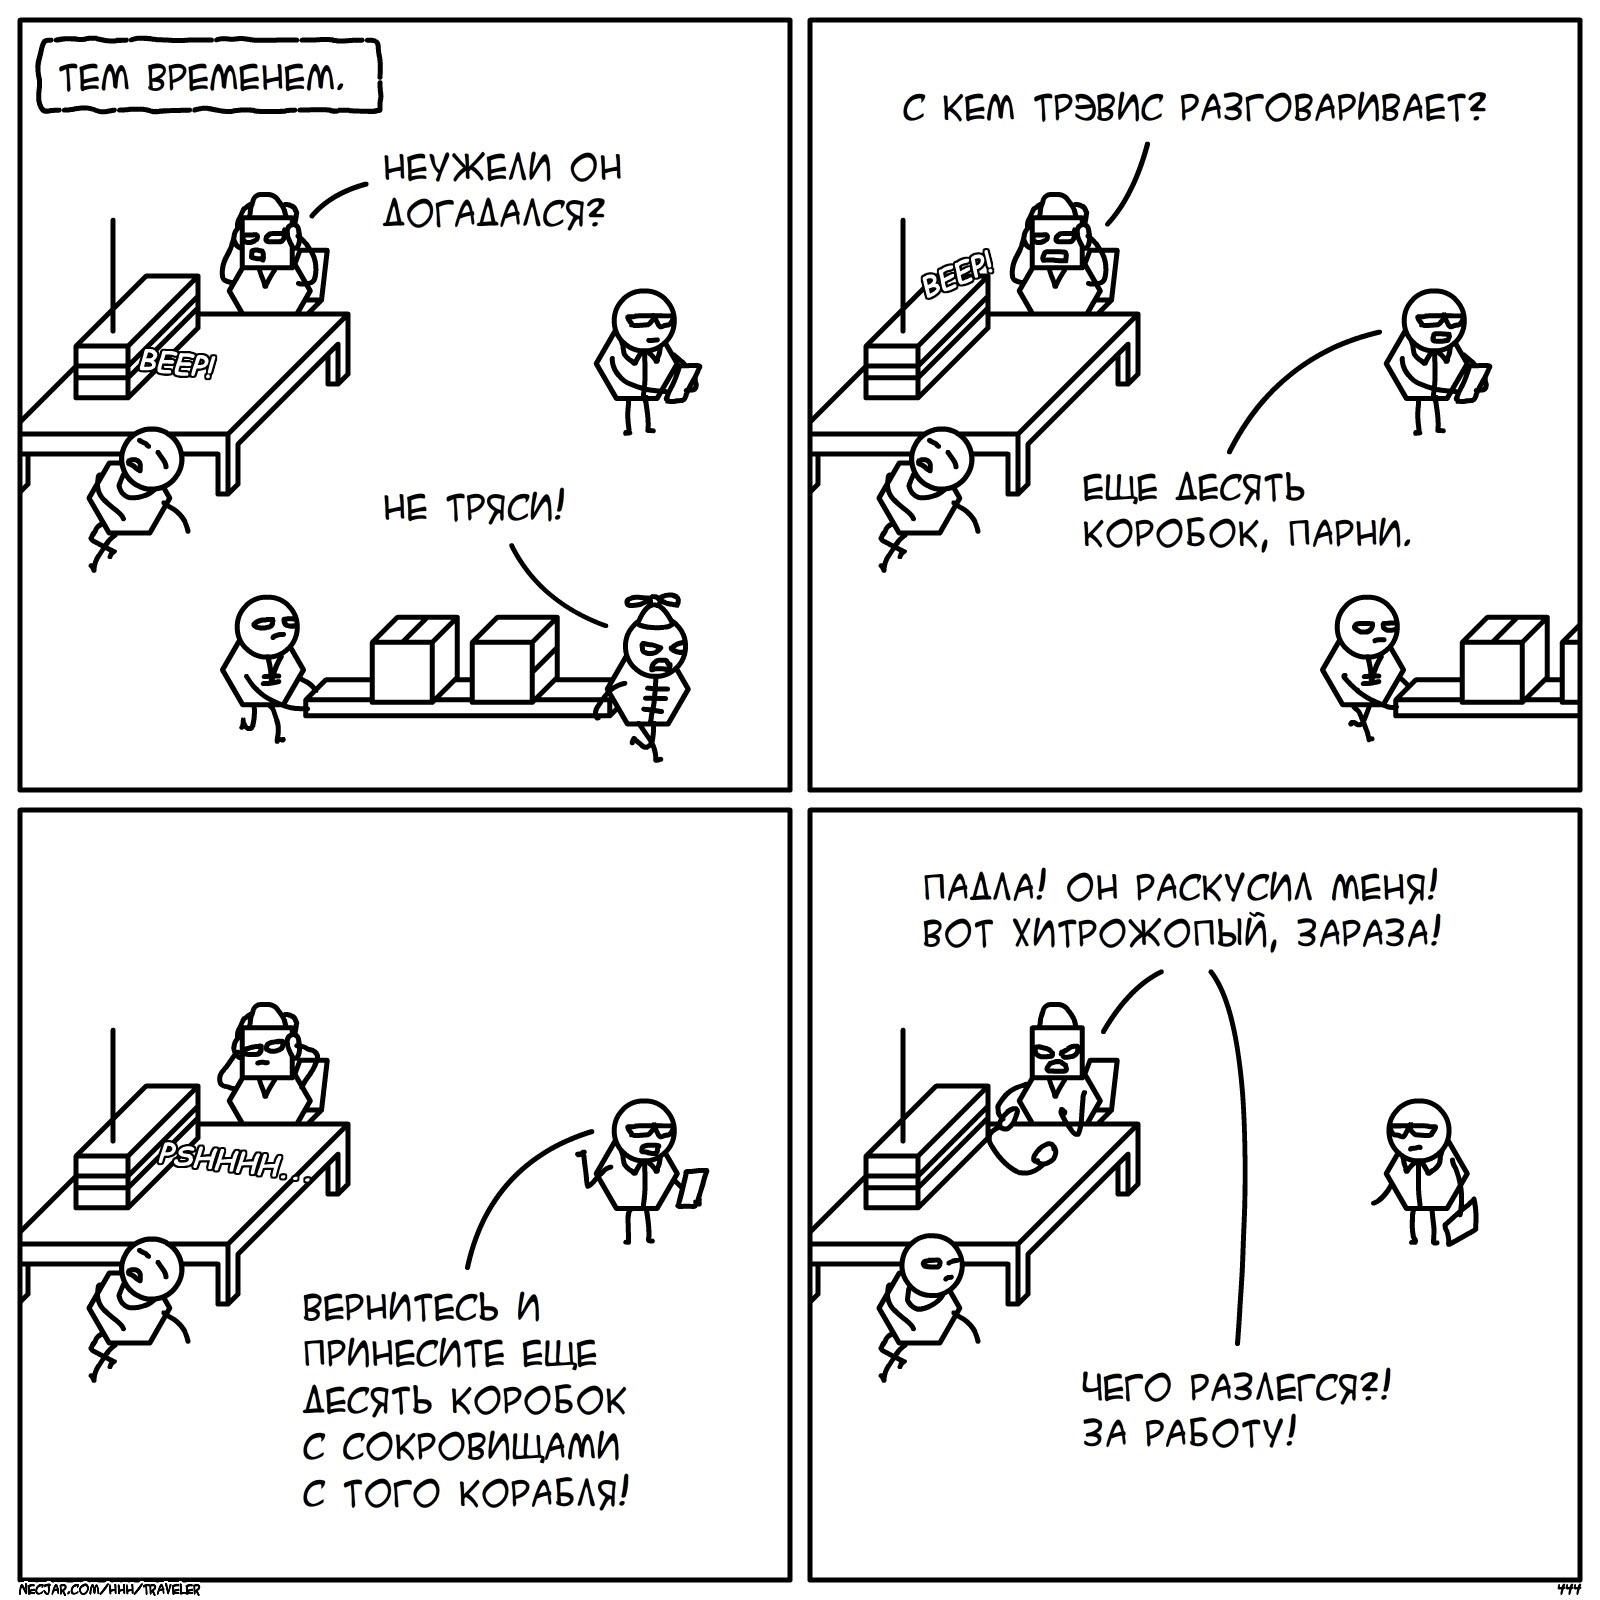 ТЕМ ВРЕМЕНЕМ.
НЕУЖЕЛИ ОН
ДОГАДАЛСЯ?
BEEP!
НЕ ТРЯСИ!
С КЕМ ТРЭВИС РАЗГОВАРИВАЕТ?
BEEP!
ЕЩЕ ДЕСЯТЬ
КОРОБОК, ПАРНИ.
PSHHHH...
ВЕРНИТЕСЬ И
ПРИНЕСИТЕ ЕЩЕ
ДЕСЯТЬ КОРОБОК
С СОКРОВИЩАМИ
С ТОГО КОРАБЛЯ!
ПАДЛА! ОН РАСКУСИЛ МЕНЯ!
ВОТ ХИТРОЖОПЫЙ, ЗАРАЗА!
ЧЕГО РАЗЛЕГСЯ?!
ЗА РАБОТУ!
NECJAR.COM/HHH/TRAVELER
444